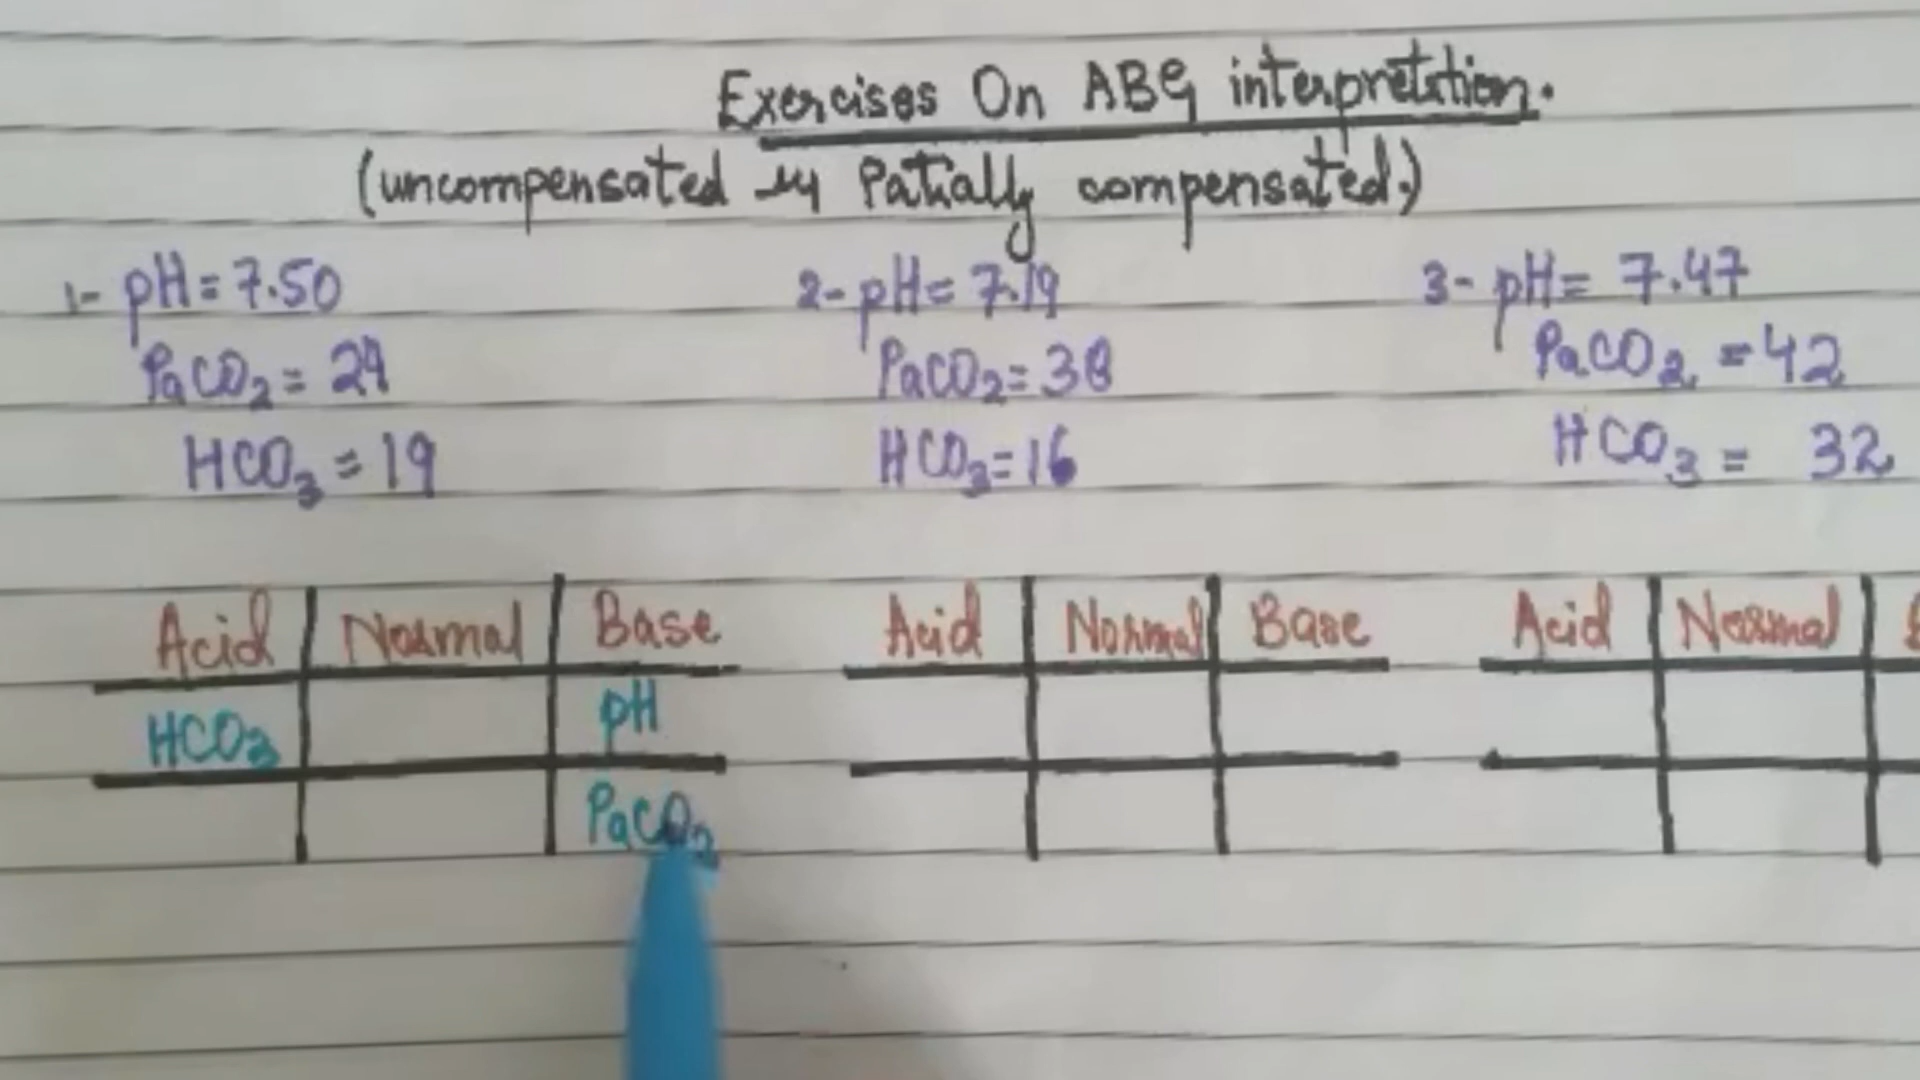 Exercises On ABG interpretation.
(uncompensated Patially compensated.)
1- pH = 7.50
PaCO₂ = 24
HCO₃ = 19
2- pH = 7.19
PaCO₂ = 38
HCO₃ = 16
3- pH = 7.47
PaCO₂ = 42
HCO₃ = 32
Acid Normal Base
HCO₃ pH
PaCO₂
Acid Normal Base
Acid Normal